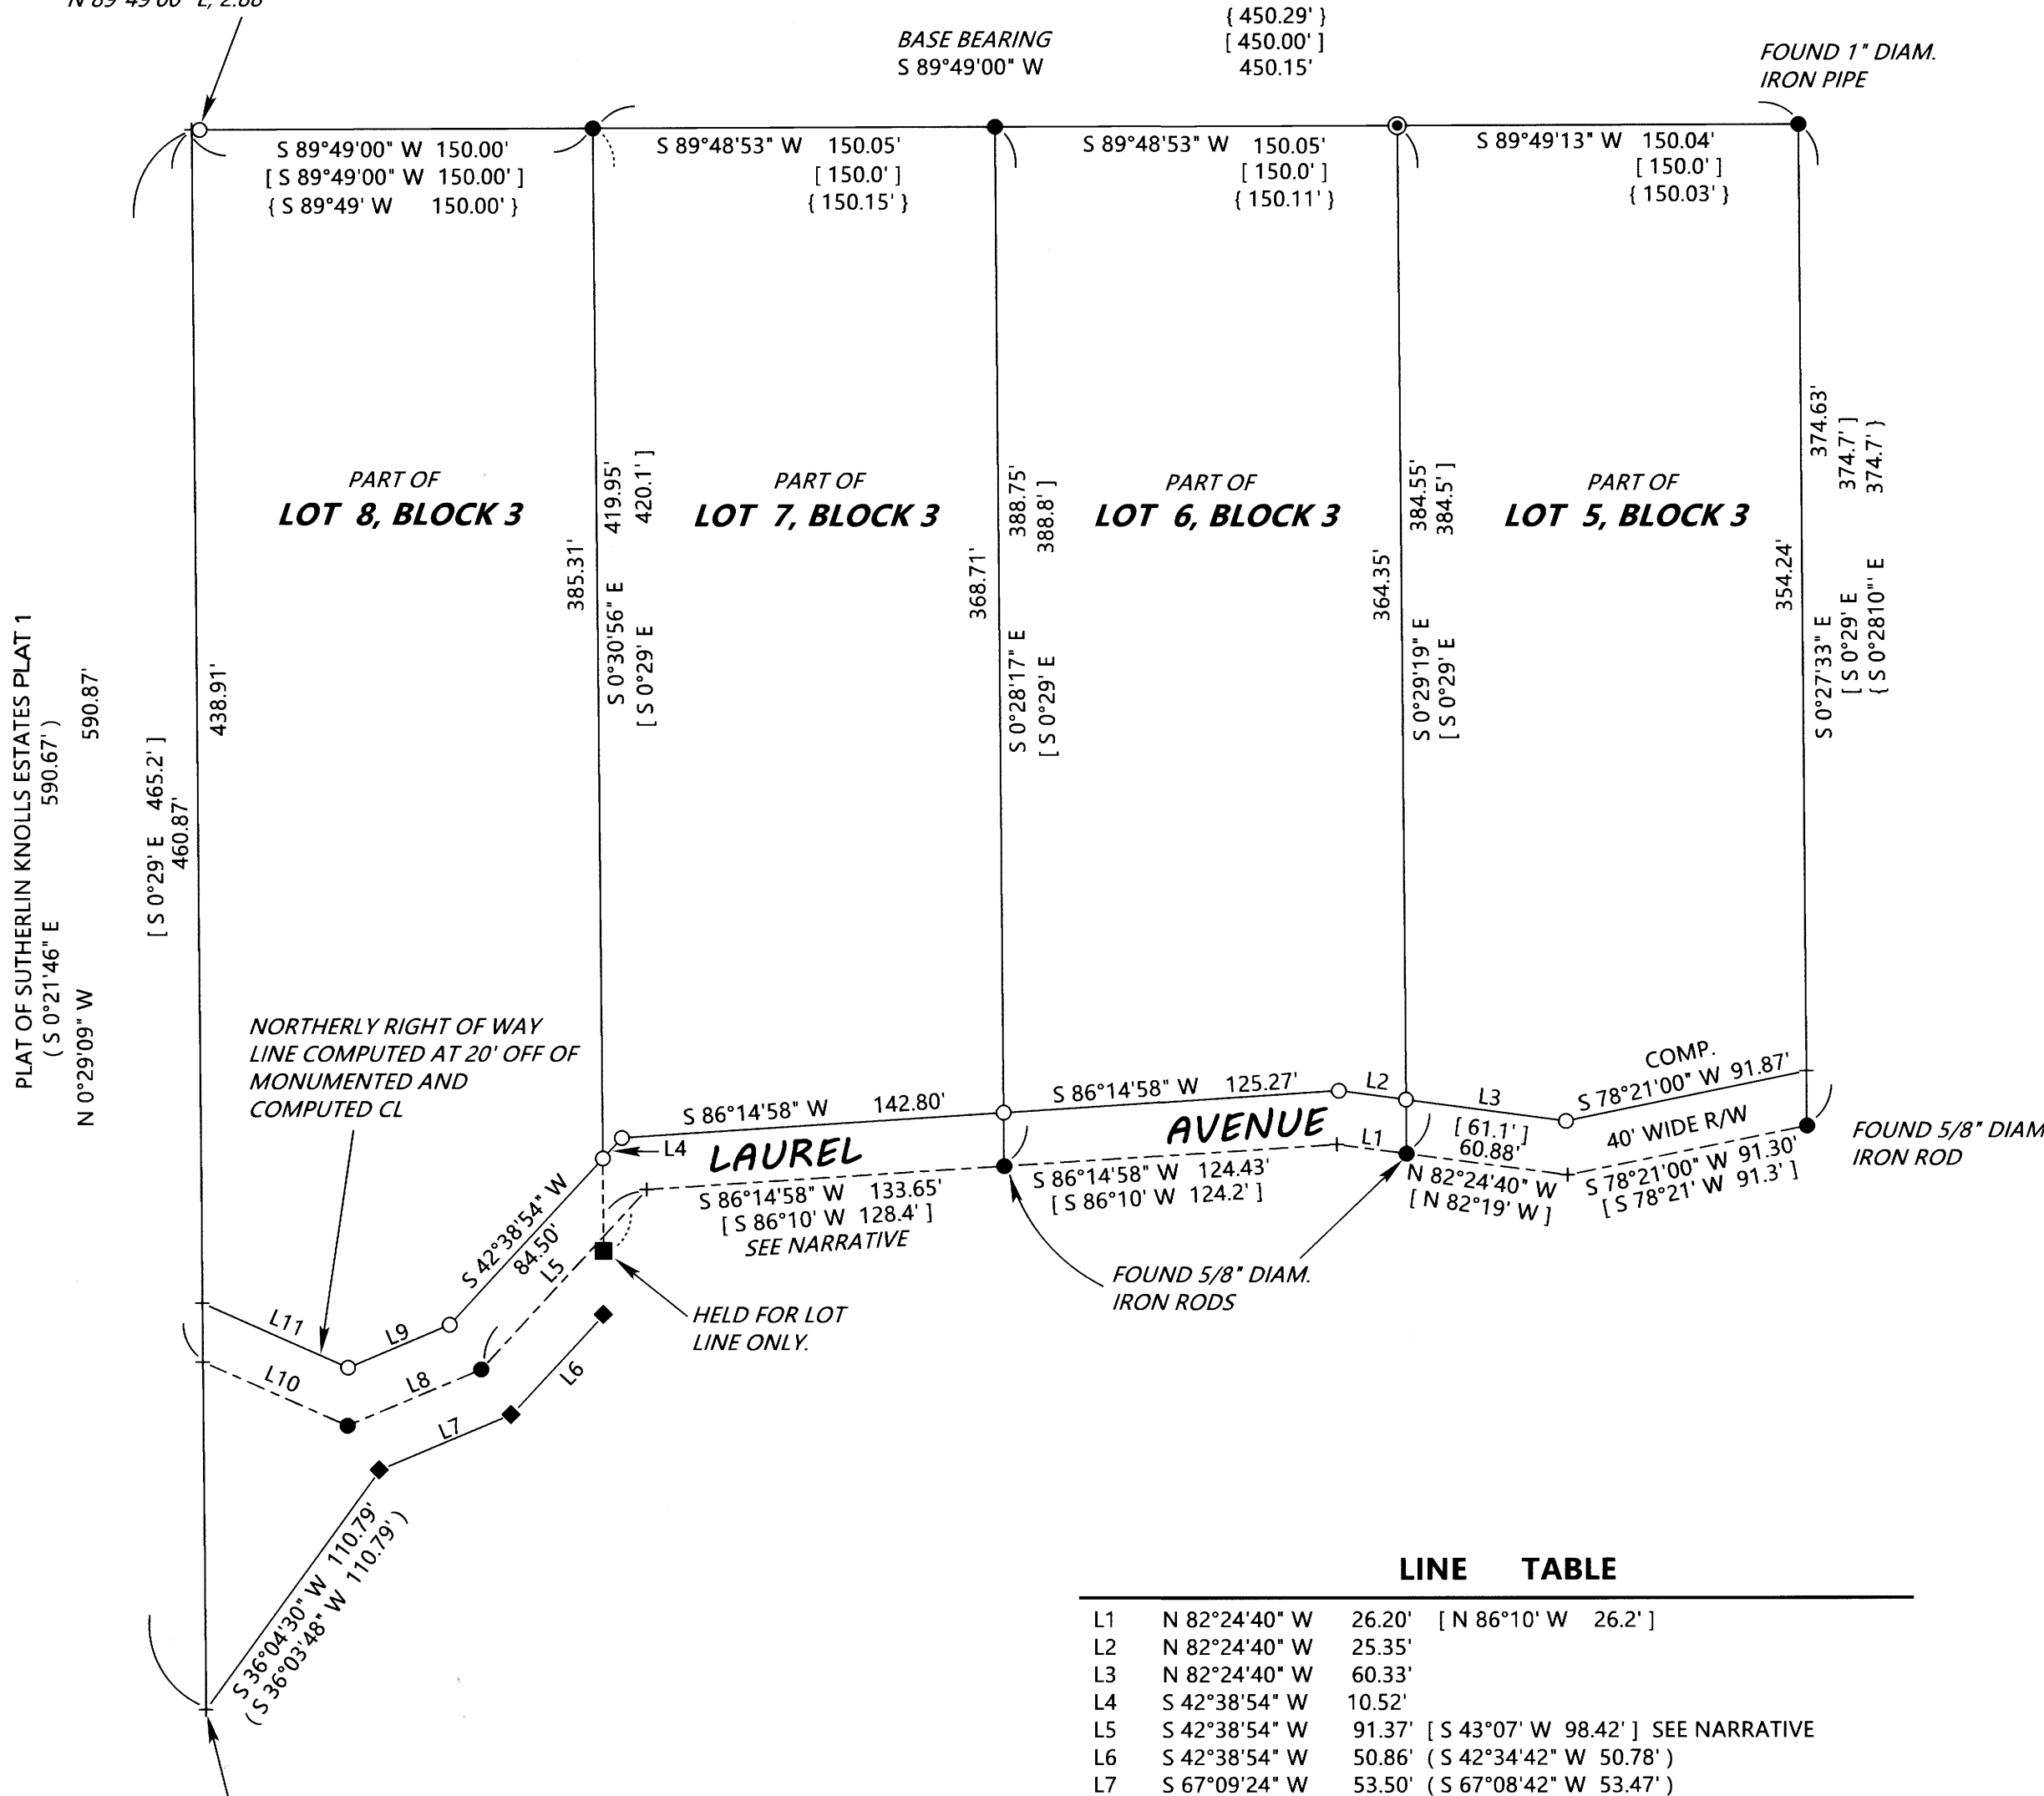 N 89°49'00" E, 2.88'
{ 450.29' }
[ 450.00' ]
BASE BEARING
S 89°49'00" W 450.15'
FOUND 1" DIAM.
IRON PIPE
S 89°49'00" W 150.00'
[ S 89°49'00" W 150.00' ]
{ S 89°49' W 150.00' }
S 89°48'53" W 150.05'
[ 150.0' ]
{ 150.15' }
S 89°48'53" W 150.05'
[ 150.0' ]
{ 150.11' }
S 89°49'13" W 150.04'
[ 150.0' ]
{ 150.03' }
PART OF
LOT 8, BLOCK 3
PART OF
LOT 7, BLOCK 3
PART OF
LOT 6, BLOCK 3
PART OF
LOT 5, BLOCK 3
PLAT OF SUTHERLIN KNOLLS ESTATES PLAT 1
( S 0°21'46" E 590.67' )
N 0°29'09" W 590.87'
[ S 0°29' E 465.2' ]
460.87'
438.91'
385.31'
S 0°30'56" E 419.95'
[ S 0°29' E 420.1' ]
368.71'
S 0°28'17" E 388.75'
[ S 0°29' E 388.8' ]
364.35'
S 0°29'19" E 384.55'
[ S 0°29' E 384.5' ]
354.24'
S 0°27'33" E 374.63'
[ S 0°29' E 374.7' ]
{ S 0°28'10"' E 374.7' }
NORTHERLY RIGHT OF WAY
LINE COMPUTED AT 20' OFF OF
MONUMENTED AND
COMPUTED CL
S 86°14'58" W 142.80'
S 86°14'58" W 125.27'
L2
L3
COMP.
S 78°21'00" W 91.87'
L4
LAUREL AVENUE
L1
[ 61.1' ]
60.88'
N 82°24'40" W
[ N 82°19' W ]
40' WIDE R/W
S 78°21'00" W 91.30'
[ S 78°21' W 91.3' ]
FOUND 5/8" DIAM
IRON ROD
S 86°14'58" W 133.65'
[ S 86°10' W 128.4' ]
SEE NARRATIVE
S 86°14'58" W 124.43'
[ S 86°10' W 124.2' ]
FOUND 5/8" DIAM.
IRON RODS
S 42°38'54" W
84.50'
L5
HELD FOR LOT
LINE ONLY.
L11
L9
L10
L8
L6
L7
S 36°04'30" W 110.79'
( S 36°03'48" W 110.79' )
LINE TABLE
L1 N 82°24'40" W 26.20' [ N 86°10' W 26.2' ]
L2 N 82°24'40" W 25.35'
L3 N 82°24'40" W 60.33'
L4 S 42°38'54" W 10.52'
L5 S 42°38'54" W 91.37' [ S 43°07' W 98.42' ] SEE NARRATIVE
L6 S 42°38'54" W 50.86' ( S 42°34'42" W 50.78' )
L7 S 67°09'24" W 53.50' ( S 67°08'42" W 53.47' )